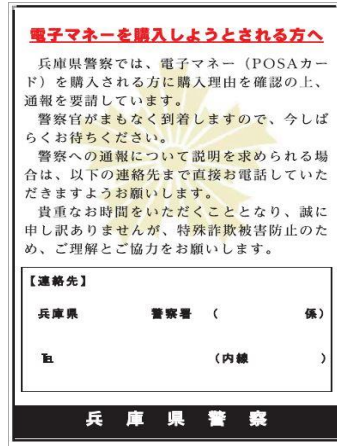 電子マネーを購入しようとされる方へ
兵庫県警察では、電子マネー（POSAカー
ド）を購入される方に購入理由を確認の上、
通報を要請しています。
警察官がまもなく到着しますので、今しば
らくお待ちください。
警察への通報について説明を求められる場
合は、以下の連絡先まで直接お電話していた
だきますようお願いします。
貴重なお時間をいただくこととなり、誠に
申し訳ありませんが、特殊詐欺被害防止のた
め、ご理解とご協力をお願いします。
【連絡先】
兵庫県　警察署（　係）
℡　（内線　）
兵庫県警察